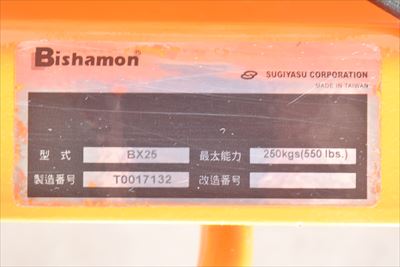 Bishamon®
SUGIYASU CORPORATION
MADE IN TAIWAN
型式 BX25 最大能力 250kgs(550 lbs.)
製造番号 T0017132 改造番号